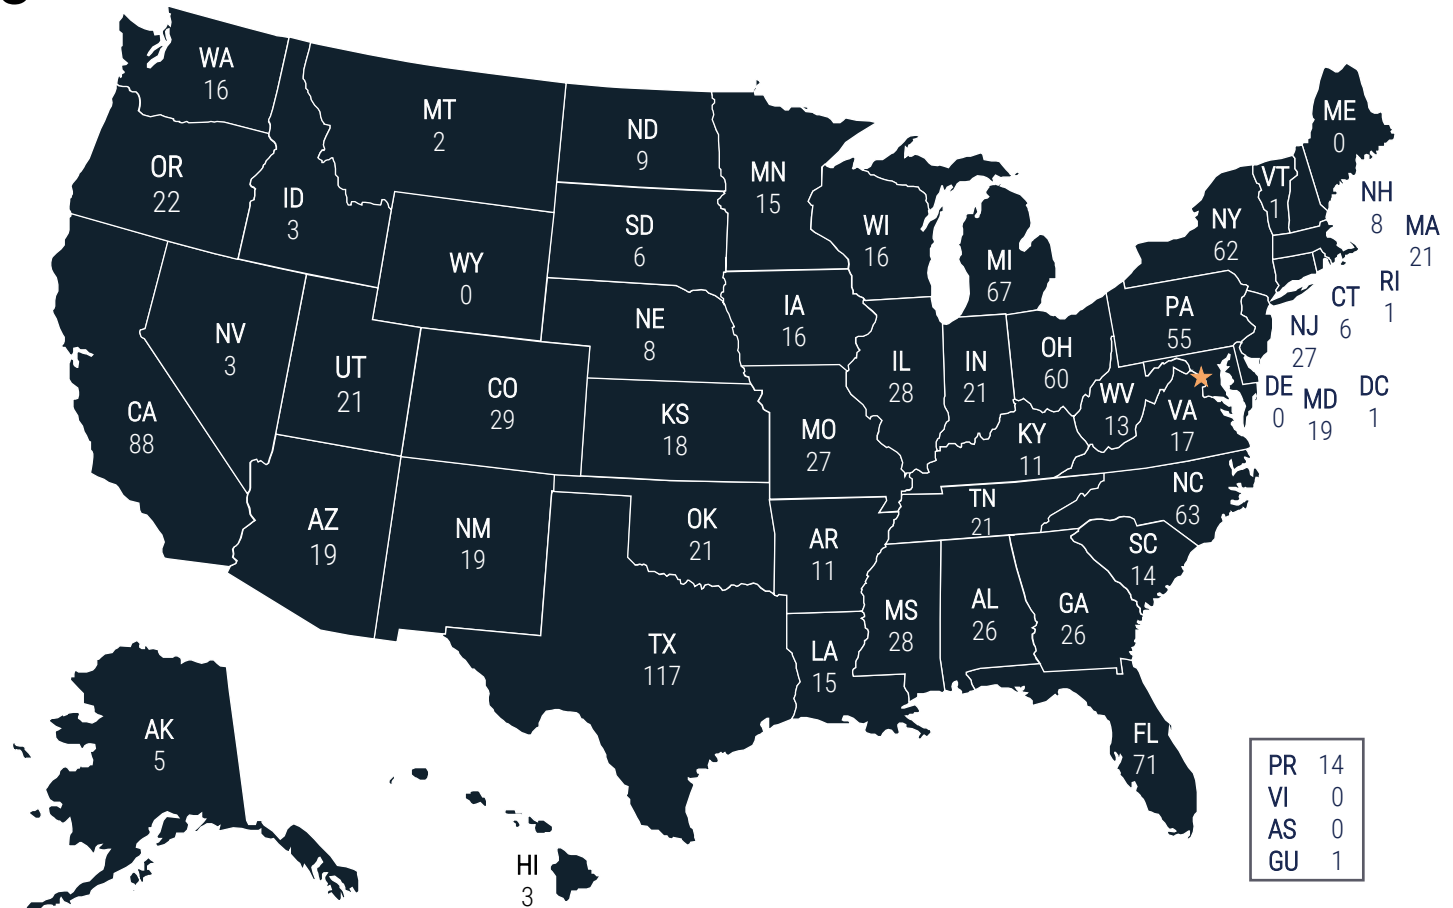 WA
16
MT
2
ND
9
MN
15
ME
0
OR
22
ID
3
SD
6
WI
16
MI
67
NY
62
VT
1
NH
8
MA
21
WY
0
NE
8
IA
16
PA
55
CT
6
RI
1
NJ
27
NV
3
UT
21
CO
29
KS
18
MO
27
IL
28
IN
21
OH
60
WV
13
VA
17
DE
0
MD
19
DC
1
CA
88
KY
11
AZ
19
NM
19
OK
21
AR
11
TN
21
NC
63
SC
14
MS
28
AL
26
GA
26
TX
117
LA
15
FL
71
AK
5
HI
3
PR 14
VI 0
AS 0
GU 1